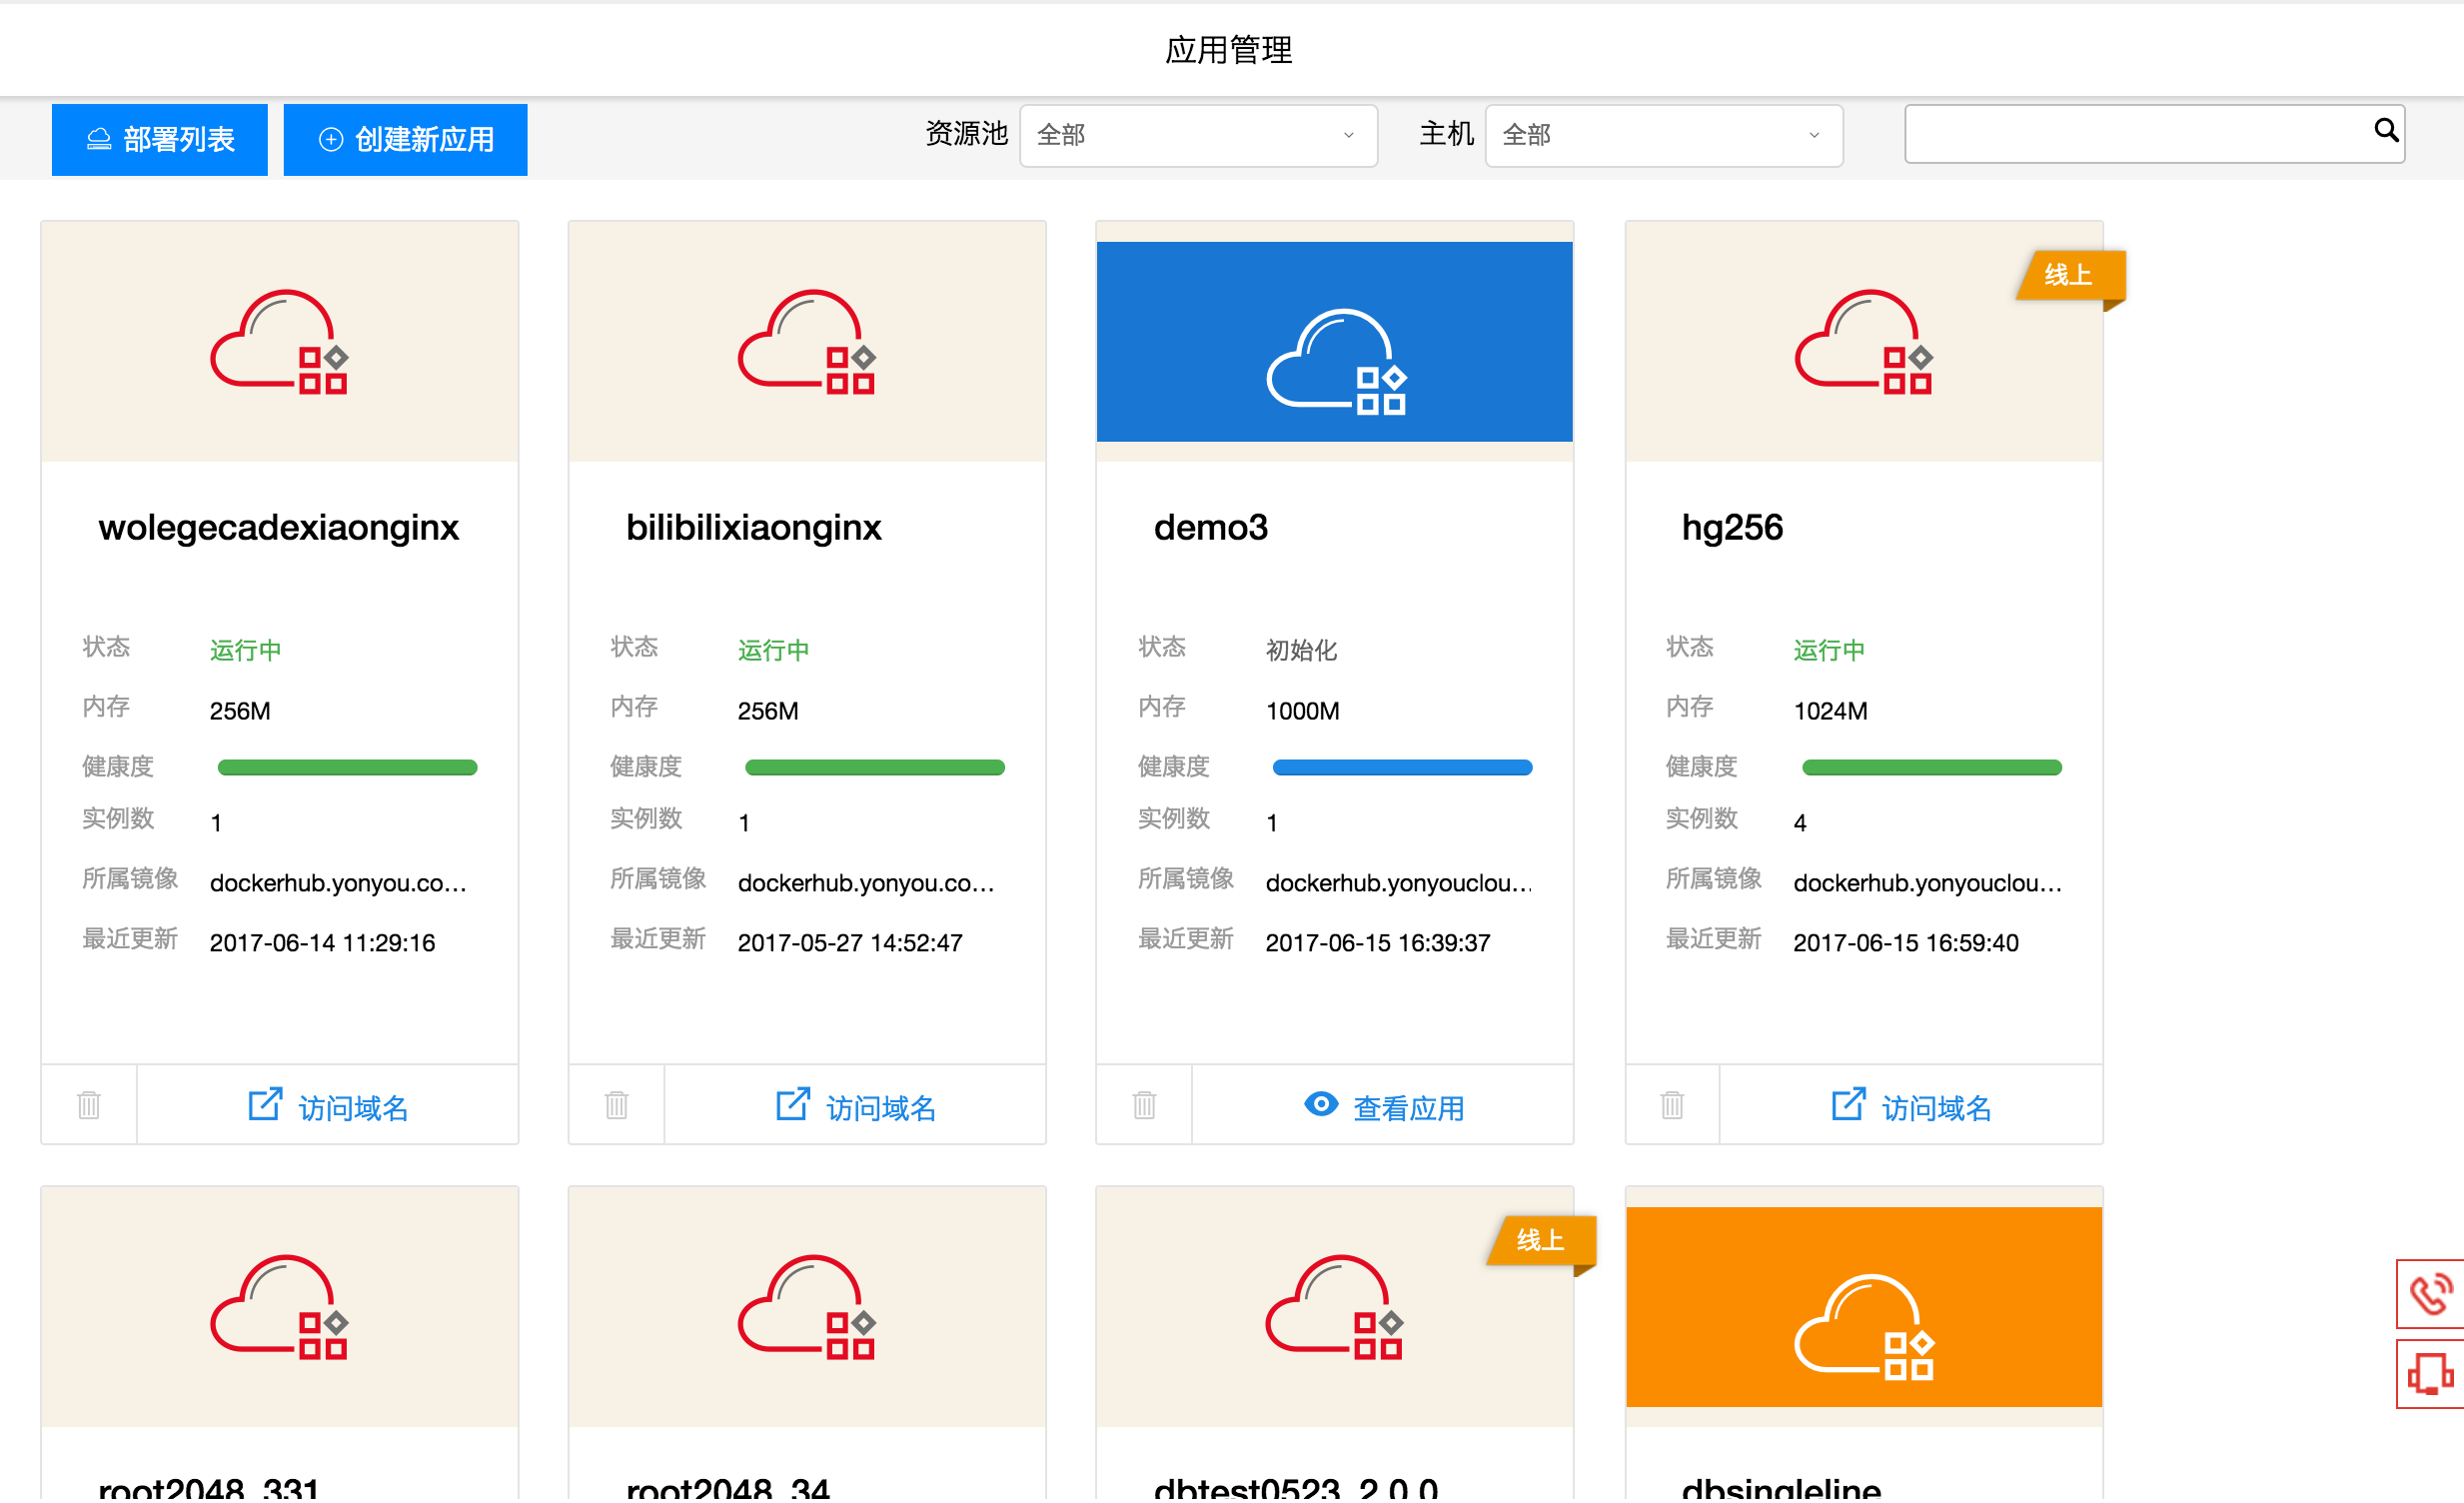 应用管理
部署列表
创建新应用
资源池
全部
主机
全部
线上
wolegecadexiaonginx
状态 运行中
内存 256M
健康度
实例数 1
所属镜像 dockerhub.yonyou.co...
最近更新 2017-06-14 11:29:16
访问域名
bilibilixiaonginx
状态 运行中
内存 256M
健康度
实例数 1
所属镜像 dockerhub.yonyou.co...
最近更新 2017-05-27 14:52:47
访问域名
demo3
状态 初始化
内存 1000M
健康度
实例数 1
所属镜像 dockerhub.yonyouclou...
最近更新 2017-06-15 16:39:37
查看应用
hg256
状态 运行中
内存 1024M
健康度
实例数 4
所属镜像 dockerhub.yonyouclou...
最近更新 2017-06-15 16:59:40
访问域名
线上
root2048_331
root2048_34
dbtest0523_2.0.0
dbsingleline